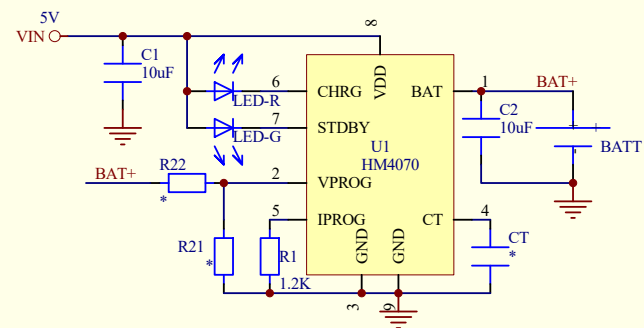 5V
VIN
8
C1
10uF
VDD
6
CHRG
BAT
1
BAT+
LED-R
7
STDBY
C2
10uF
LED-G
U1
HM4070
+
+
-
BATT
BAT+
R22
*
2
VPROG
5
IPROG
CT
4
R21
*
R1
1.2K
GND
GND
CT
*
3
9